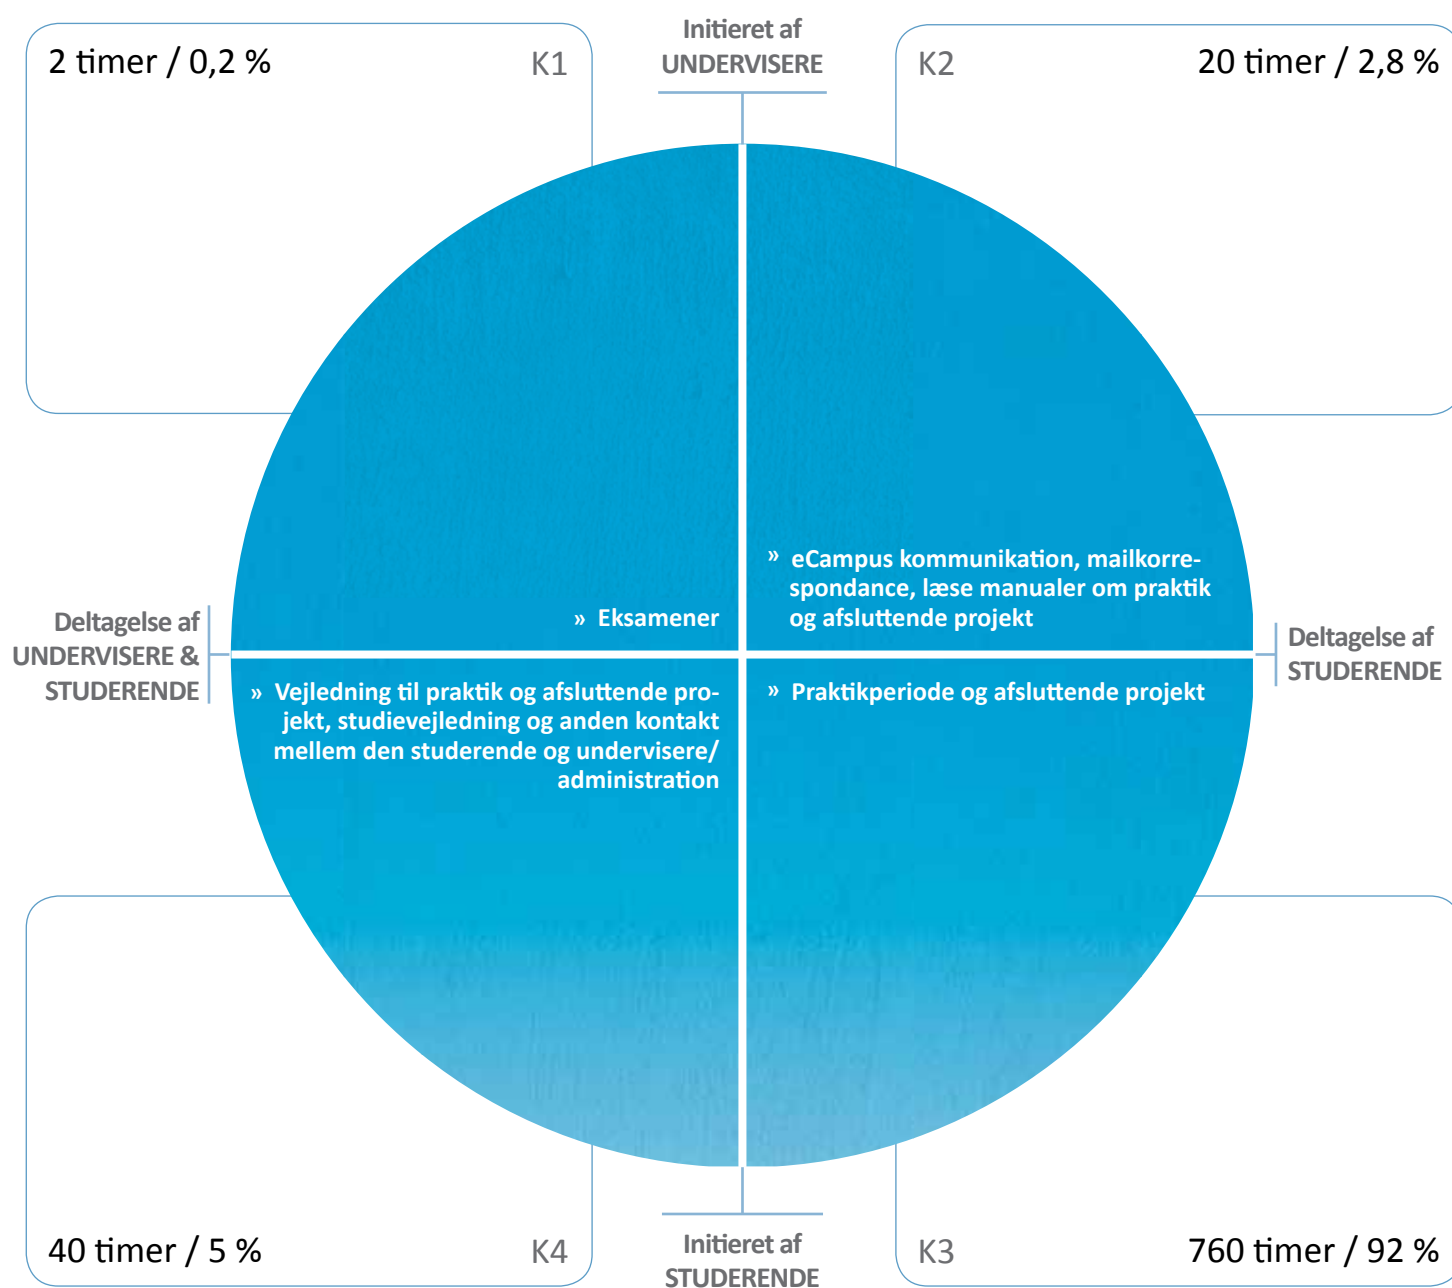 2 timer / 0,2 %
K1
Initieret af
UNDERVISERE
K2
20 timer / 2,8 %
» Eksamener
» eCampus kommunikation, mailkorre-
spondance, læse manualer om praktik
og afsluttende projekt
Deltagelse af
UNDERVISERE &
STUDERENDE
Deltagelse af
STUDERENDE
» Vejledning til praktik og afsluttende pro-
jekt, studievejledning og anden kontakt
mellem den studerende og undervisere/
administration
» Praktikperiode og afsluttende projekt
40 timer / 5 %
K4
Initieret af
STUDERENDE
K3
760 timer / 92 %